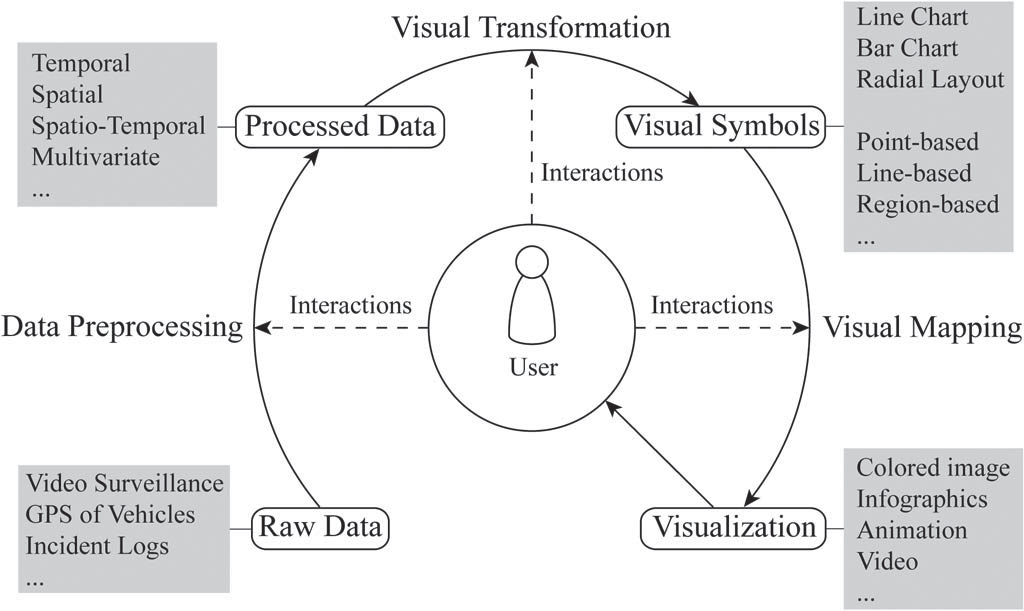 Visual Transformation
Temporal
Spatial
Spatio-Temporal
Multivariate
...
Processed Data
Visual Symbols
Line Chart
Bar Chart
Radial Layout
Point-based
Line-based
Region-based
...
Interactions
Data Preprocessing
Interactions
User
Interactions
Visual Mapping
Video Surveillance
GPS of Vehicles
Incident Logs
...
Raw Data
Visualization
Colored image
Infographics
Animation
Video
...